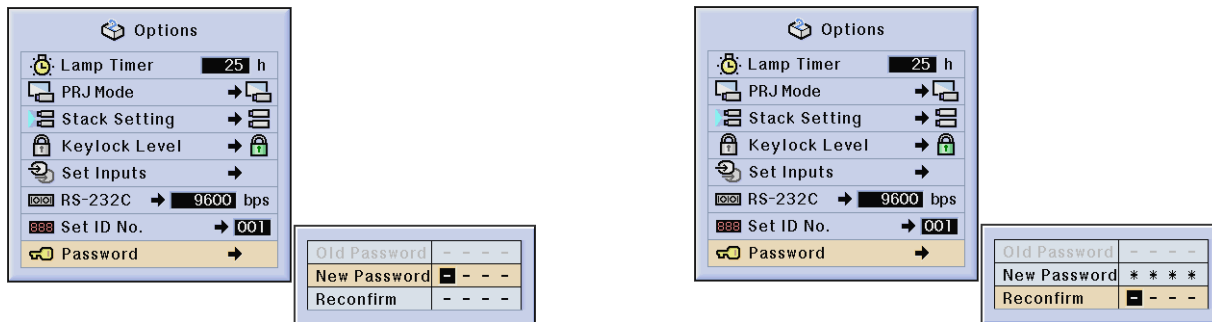 Options
Lamp Timer 25 h
PRJ Mode
Stack Setting
Keylock Level
Set Inputs
RS-232C 9600 bps
888 Set ID No. 001
Password
Old Password - - - -
New Password - - - -
Reconfirm - - - -
Options
Lamp Timer 25 h
PRJ Mode
Stack Setting
Keylock Level
Set Inputs
RS-232C 9600 bps
888 Set ID No. 001
Password
Old Password - - - -
New Password * * * *
Reconfirm - - - -